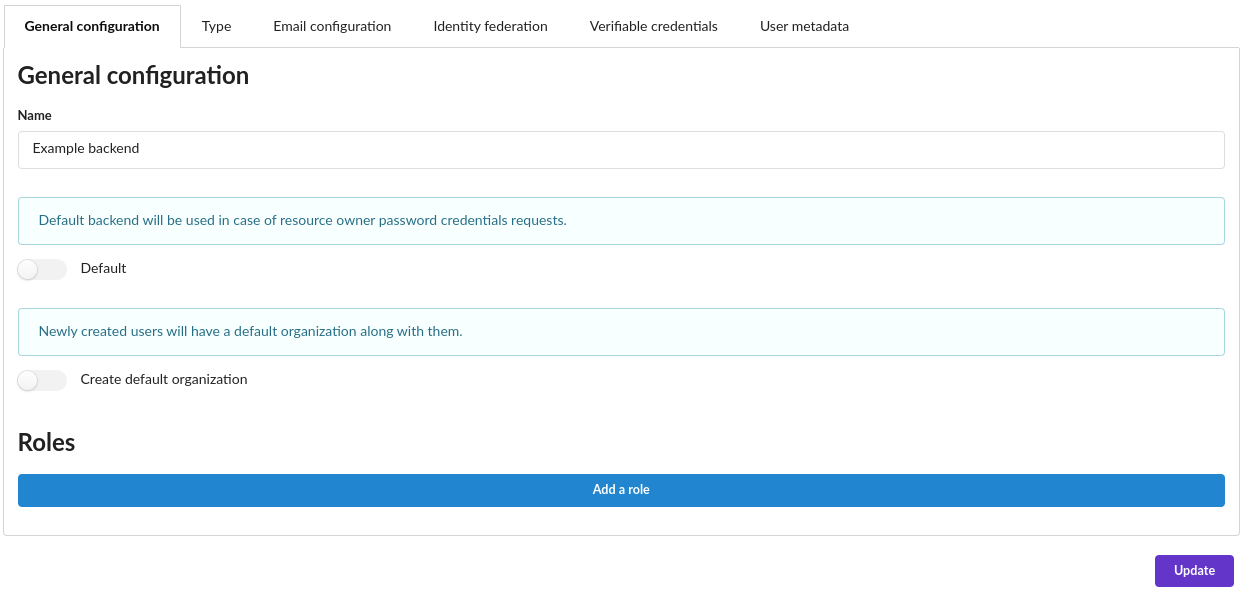 General configuration Type Email configuration Identity federation Verifiable credentials User metadata
General configuration
Name
Example backend
Default backend will be used in case of resource owner password credentials requests.
Default
Newly created users will have a default organization along with them.
Create default organization
Roles
Add a role
Update